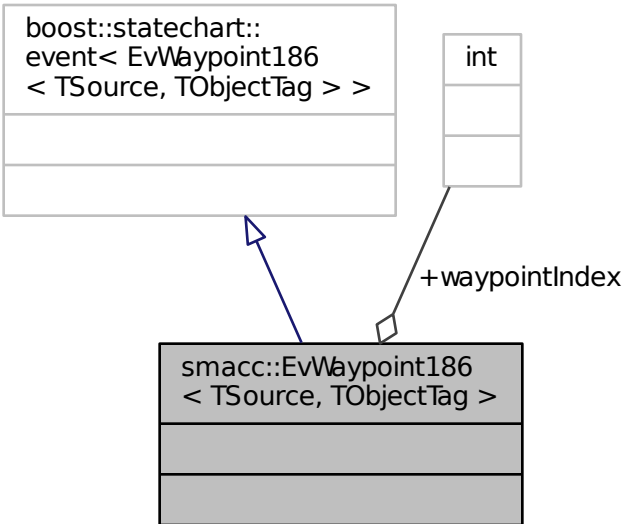 boost::statechart::
event< EvWaypoint186
< TSource, TObjectTag > >
int
+waypointIndex
smacc::EvWaypoint186
< TSource, TObjectTag >